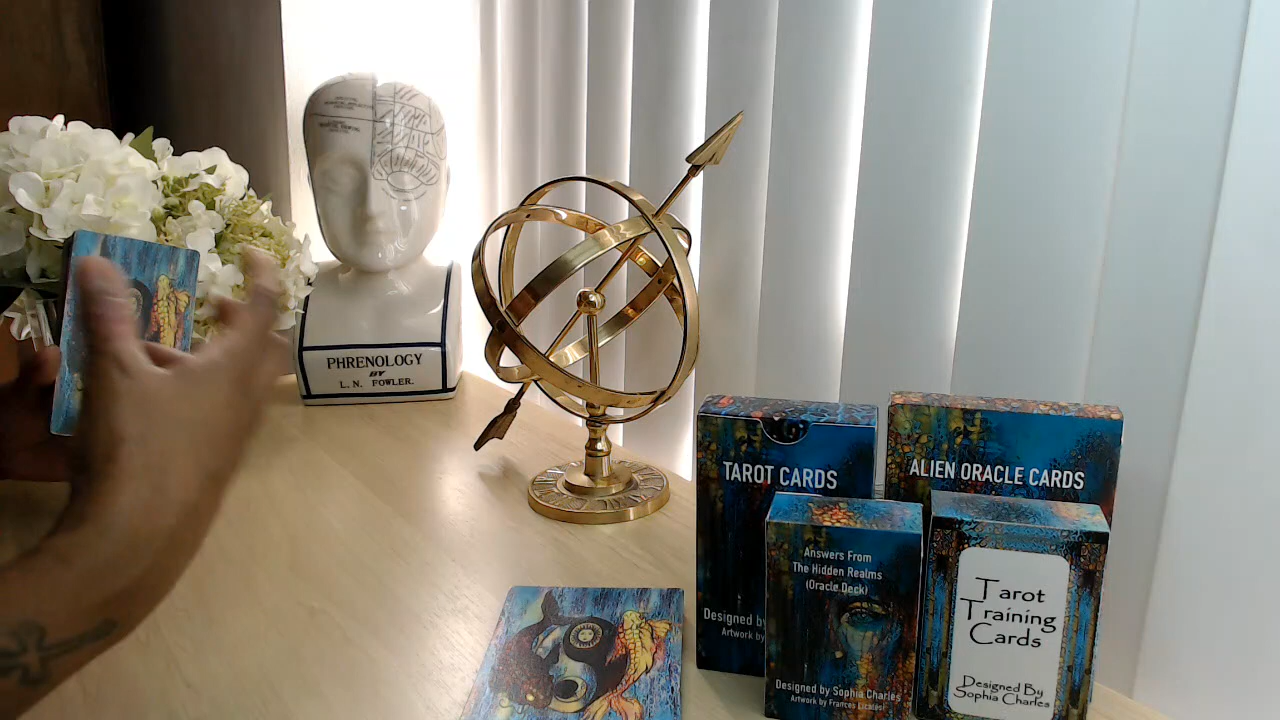 PHRENOLOGY
BY
L. N. FOWLER.
TAROT CARDS
Designed by
Artwork by
ALIEN ORACLE CARDS
Answers From
The Hidden Realms
(Oracle Deck)
Designed by Sophia Charles
Artwork by Frances Licalesi
Tarot
Training
Cards
Designed By
Sophia Charles